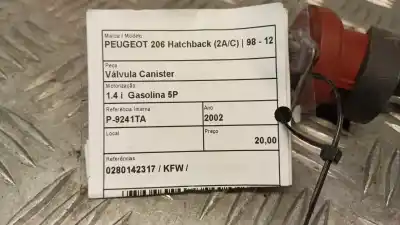 Marca / Modelo
PEUGEOT 206 Hatchback (2A/C) | 98 - 12
Peça
Válvula Canister
Motorização
1.4 i Gasolina 5P
Referência Interna Ano
P-9241TA 2002
Local Preço
20,00
Referências
0280142317 / KFW /